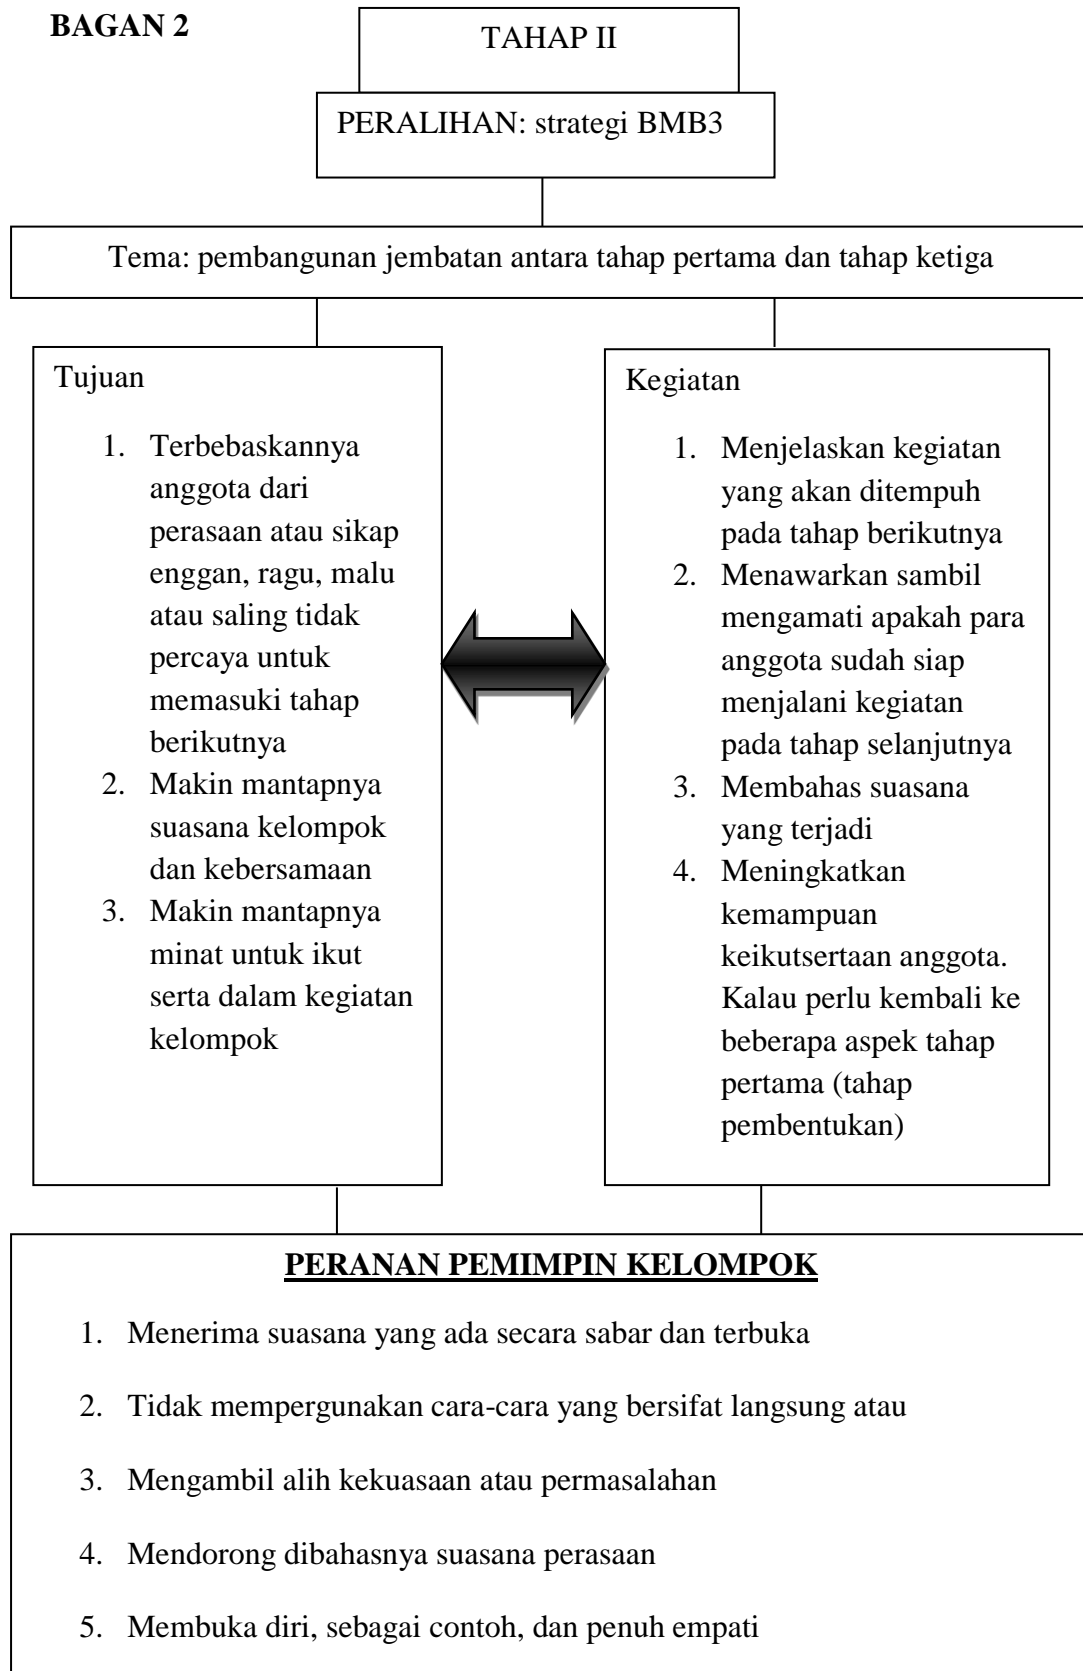 BAGAN 2
TAHAP II
PERALIHAN: strategi BMB3
Tema: pembangunan jembatan antara tahap pertama dan tahap ketiga
Tujuan
1. Terbebaskannya
anggota dari
perasaan atau sikap
enggan, ragu, malu
atau saling tidak
percaya untuk
memasuki tahap
berikutnya
2. Makin mantapnya
suasana kelompok
dan kebersamaan
3. Makin mantapnya
minat untuk ikut
serta dalam kegiatan
kelompok
Kegiatan
1. Menjelaskan kegiatan
yang akan ditempuh
pada tahap berikutnya
2. Menawarkan sambil
mengamati apakah para
anggota sudah siap
menjalani kegiatan
pada tahap selanjutnya
3. Membahas suasana
yang terjadi
4. Meningkatkan
kemampuan
keikutsertaan anggota.
Kalau perlu kembali ke
beberapa aspek tahap
pertama (tahap
pembentukan)
PERANAN PEMIMPIN KELOMPOK
1. Menerima suasana yang ada secara sabar dan terbuka
2. Tidak mempergunakan cara-cara yang bersifat langsung atau
3. Mengambil alih kekuasaan atau permasalahan
4. Mendorong dibahasnya suasana perasaan
5. Membuka diri, sebagai contoh, dan penuh empati